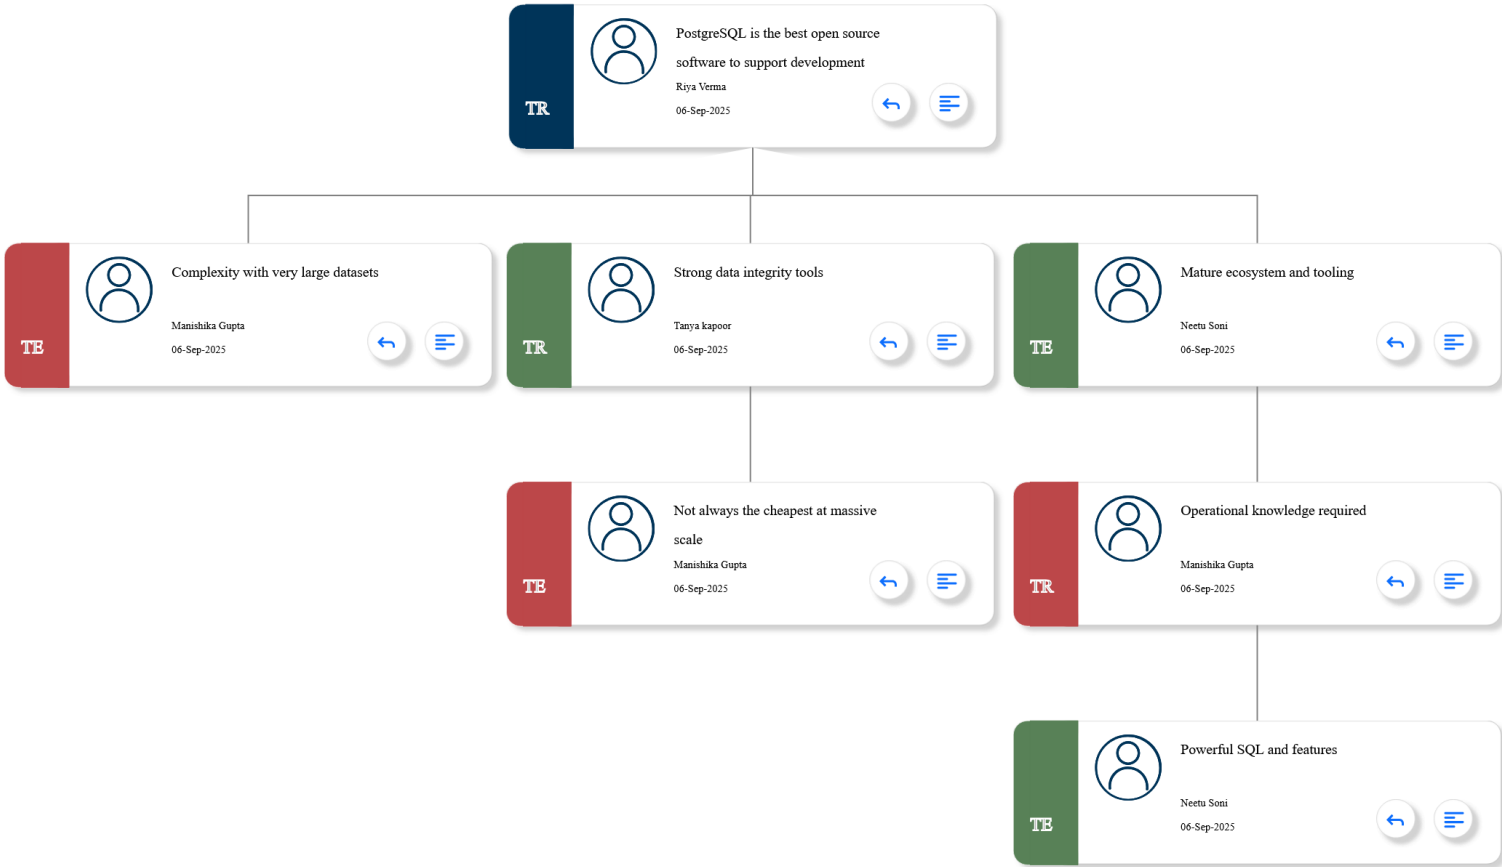 PostgreSQL is the best open source
software to support development
Riya Verma
06-Sep-2025
TR
Complexity with very large datasets
Manishika Gupta
06-Sep-2025
TE
Strong data integrity tools
Tanya kapoor
06-Sep-2025
TR
Mature ecosystem and tooling
Neetu Soni
06-Sep-2025
TE
Not always the cheapest at massive
scale
Manishika Gupta
06-Sep-2025
TE
Operational knowledge required
Manishika Gupta
06-Sep-2025
TR
Powerful SQL and features
Neetu Soni
06-Sep-2025
TE